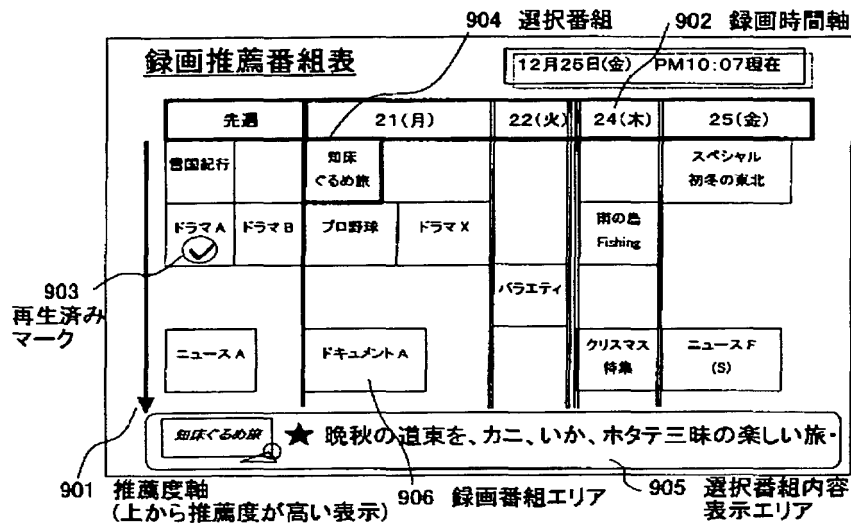 904 選択番組
902 録画時間軸
録画推薦番組表
12月25日(金) PM10:07現在
先週
21(月)
22(火)
24(木)
25(金)
雪国紀行
知床
ぐるめ旅
スペシャル
初冬の東北
ドラマA
ドラマB
プロ野球
ドラマX
雨の島
Fishing
903
再生済み
マーク
バラエティ
ニュースA
ドキュメントA
クリスマス
特集
ニュースF
(S)
知床ぐるめ旅
★ 晩秋の道東を、カニ、いか、ホタテ三昧の楽しい旅・
901 推薦度軸
(上から推薦度が高い表示)
906 録画番組エリア
905 選択番組内容
表示エリア